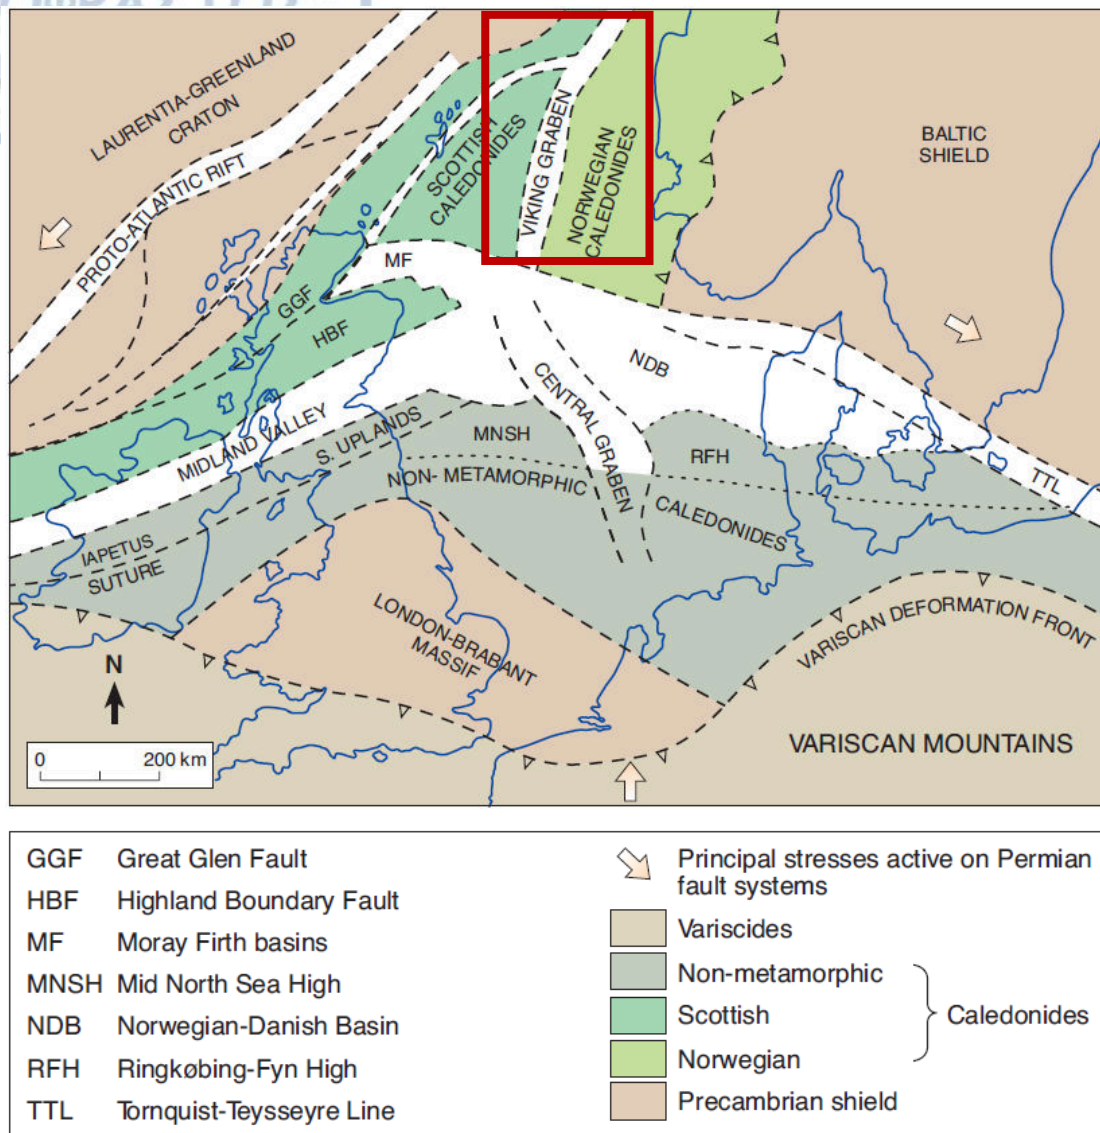 LAURENTIA-GREENLAND
CRATON
PROTO-ATLANTIC RIFT
SCOTTISH
CALEDONIDES
VIKING GRABEN
NORWEGIAN
CALEDONIDES
BALTIC
SHIELD
MF
GGF
HBF
NDB
CENTRAL GRABEN
MIDLAND VALLEY
S. UPLANDS
MNSH
RFH
NON- METAMORPHIC
CALEDONIDES
TTL
IAPETUS
SUTURE
LONDON-BRABANT
MASSIF
VARISCAN DEFORMATION FRONT
N
0 200 km
VARISCAN MOUNTAINS
GGF Great Glen Fault
HBF Highland Boundary Fault
MF Moray Firth basins
MNSH Mid North Sea High
NDB Norwegian-Danish Basin
RFH Ringkøbing-Fyn High
TTL Tornquist-Teysseyre Line
Principal stresses active on Permian
fault systems
Variscides
Non-metamorphic
Scottish
Caledonides
Norwegian
Precambrian shield